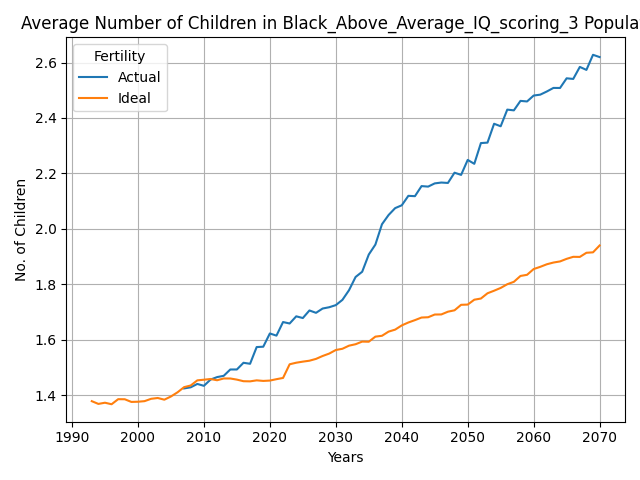 Average Number of Children in Black_Above_Average_IQ_scoring_3 Popula
Fertility
Actual
Ideal
2.6
2.4
2.2
2.0
1.8
1.6
1.4
No. of Children
1990 2000 2010 2020 2030 2040 2050 2060 2070
Years